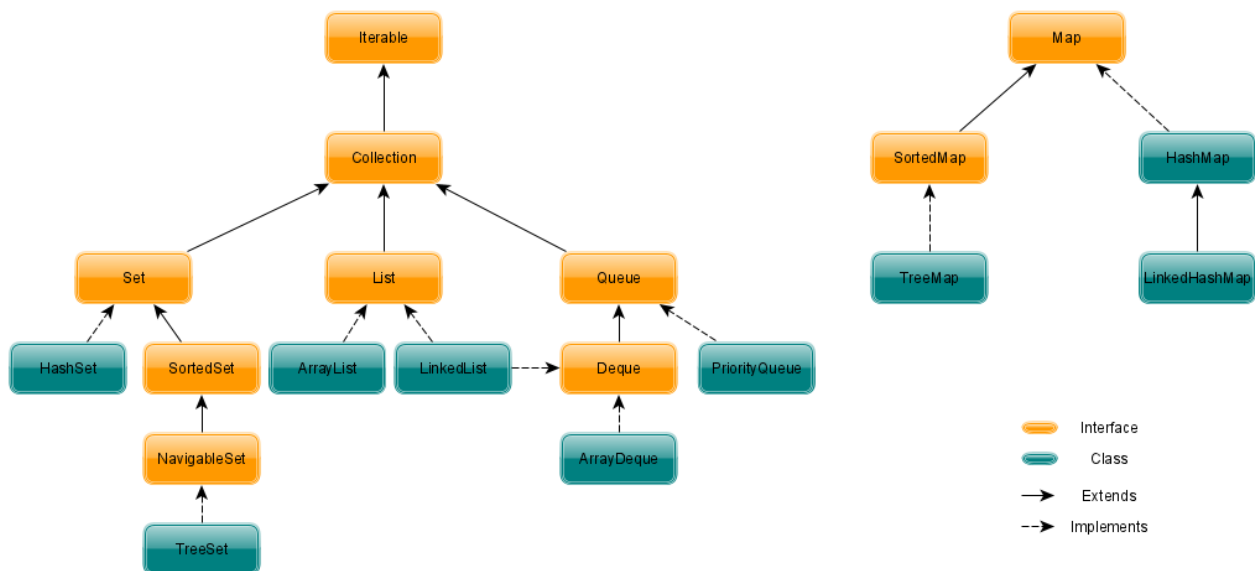 Iterable
Map
Collection
SortedMap
HashMap
Set
List
Queue
TreeMap
LinkedHashMap
HashSet
SortedSet
ArrayList
LinkedList
Deque
PriorityQueue
NavigableSet
ArrayDeque
TreeSet
Interface
Class
Extends
Implements